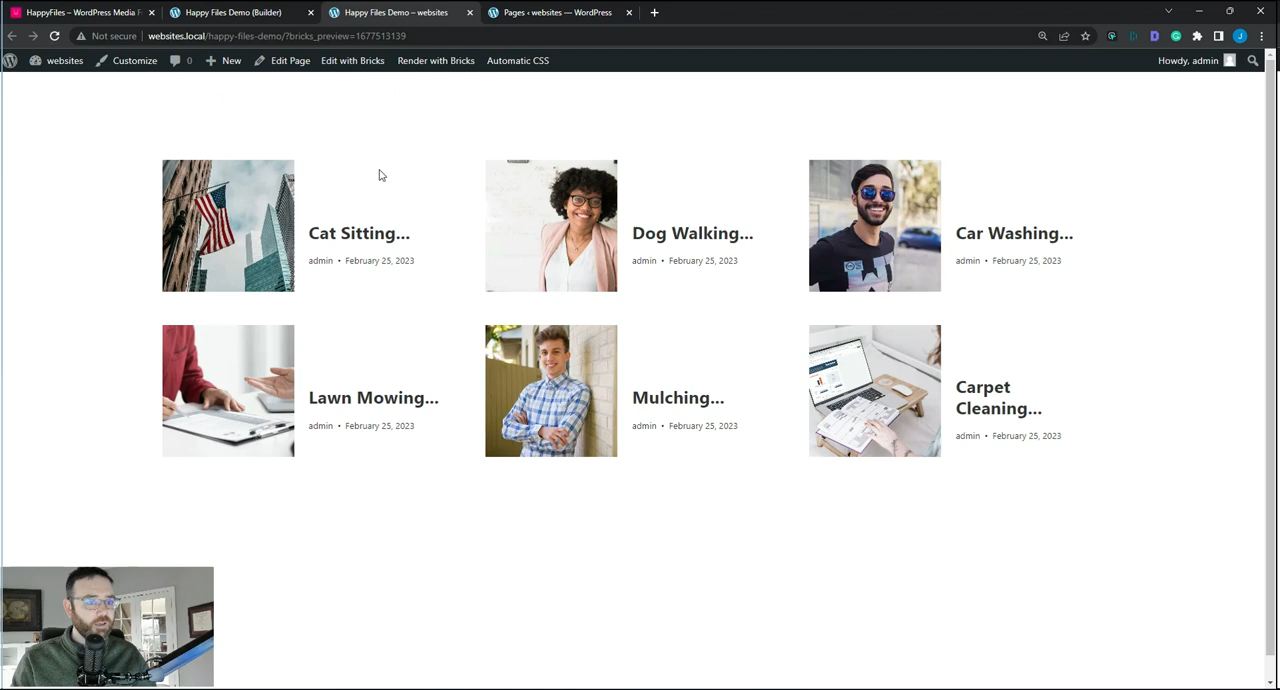 HappyFiles – WordPress Media F
Happy Files Demo (Builder)
Happy Files Demo – websites
Pages ‹ websites — WordPress
Not secure
websites.local/happy-files-demo/?bricks_preview=1677513139
websites
Customize
0
New
Edit Page
Edit with Bricks
Render with Bricks
Automatic CSS
Howdy, admin
Cat Sitting...
admin • February 25, 2023
Dog Walking...
admin • February 25, 2023
Car Washing...
admin • February 25, 2023
Lawn Mowing...
admin • February 25, 2023
Mulching...
admin • February 25, 2023
Carpet
Cleaning...
admin • February 25, 2023